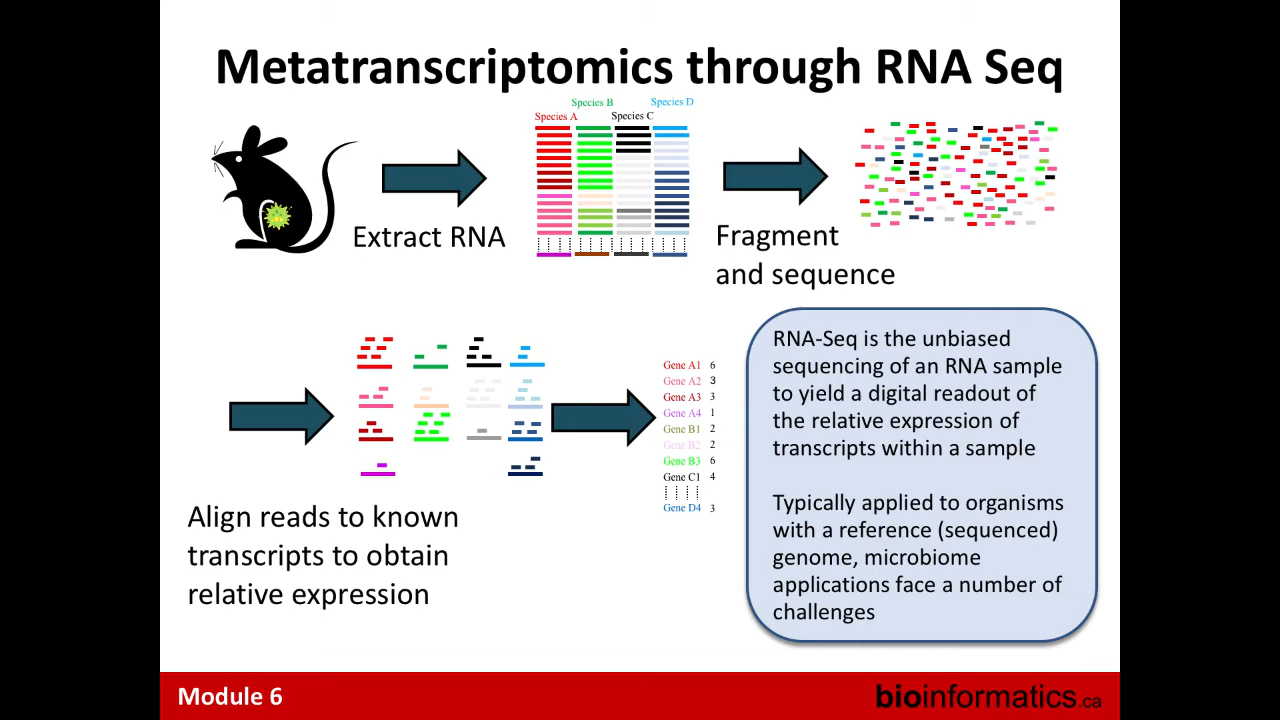 Metatranscriptomics through RNA Seq
Species B
Species D
Species A
Species C
Extract RNA
Fragment
and sequence
Align reads to known
transcripts to obtain
relative expression
Gene A1 6
Gene A2 3
Gene A3 3
Gene A4 1
Gene B1 2
Gene B2 2
Gene B3 6
Gene C1 4
Gene D4 3
RNA-Seq is the unbiased
sequencing of an RNA sample
to yield a digital readout of
the relative expression of
transcripts within a sample
Typically applied to organisms
with a reference (sequenced)
genome, microbiome
applications face a number of
challenges
Module 6
bioinformatics.ca